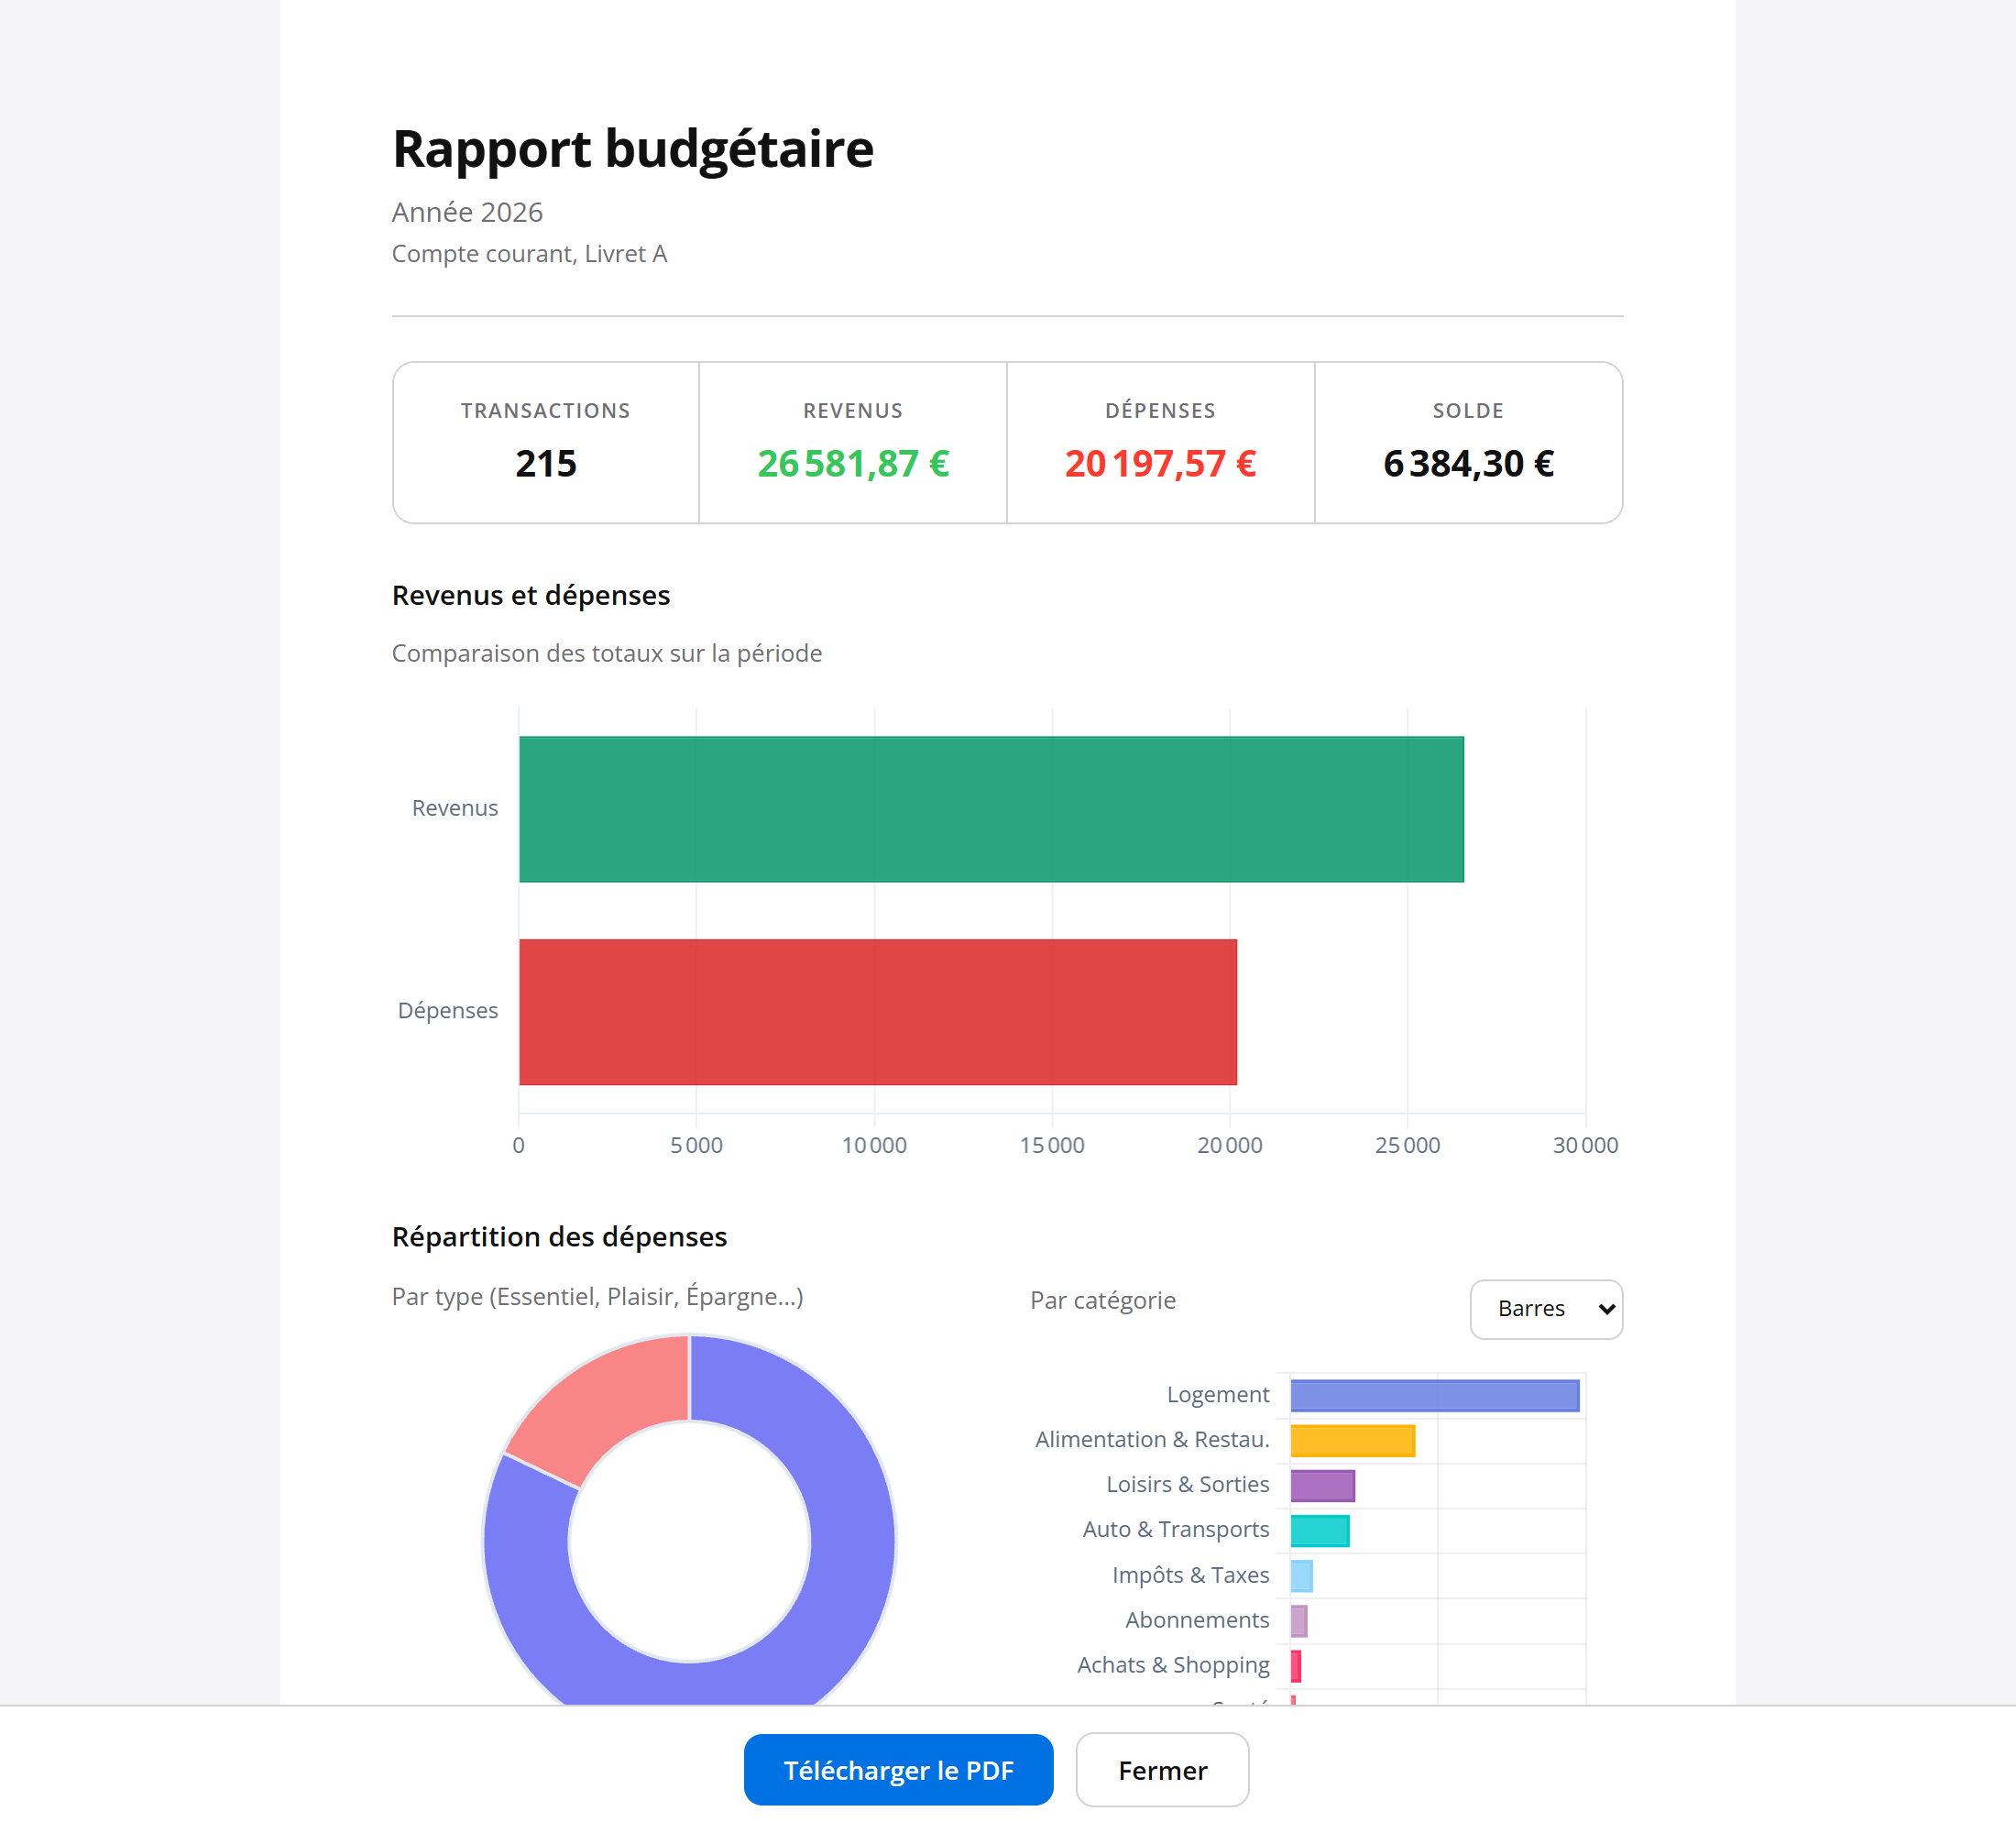 Rapport budgétaire
Année 2026
Compte courant, Livret A
TRANSACTIONS
215
REVENUS
26 581,87 €
DÉPENSES
20 197,57 €
SOLDE
6 384,30 €
Revenus et dépenses
Comparaison des totaux sur la période
Revenus
Dépenses
0 5 000 10 000 15 000 20 000 25 000 30 000
Répartition des dépenses
Par type (Essentiel, Plaisir, Épargne...)
Par catégorie
Barres
Logement
Alimentation & Restau.
Loisirs & Sorties
Auto & Transports
Impôts & Taxes
Abonnements
Achats & Shopping
Télécharger le PDF
Fermer